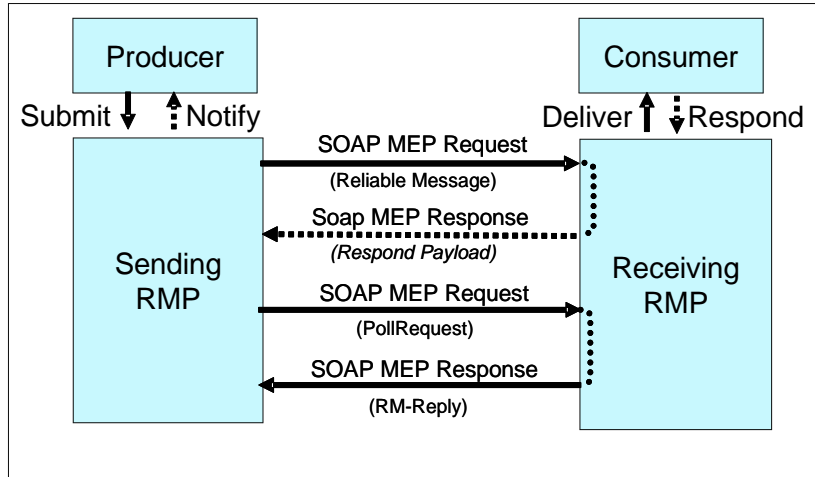 Producer
Consumer
Submit
Notify
Deliver
Respond
SOAP MEP Request
(Reliable Message)
Soap MEP Response
(Respond Payload)
Sending
RMP
Receiving
RMP
SOAP MEP Request
(PollRequest)
SOAP MEP Response
(RM-Reply)